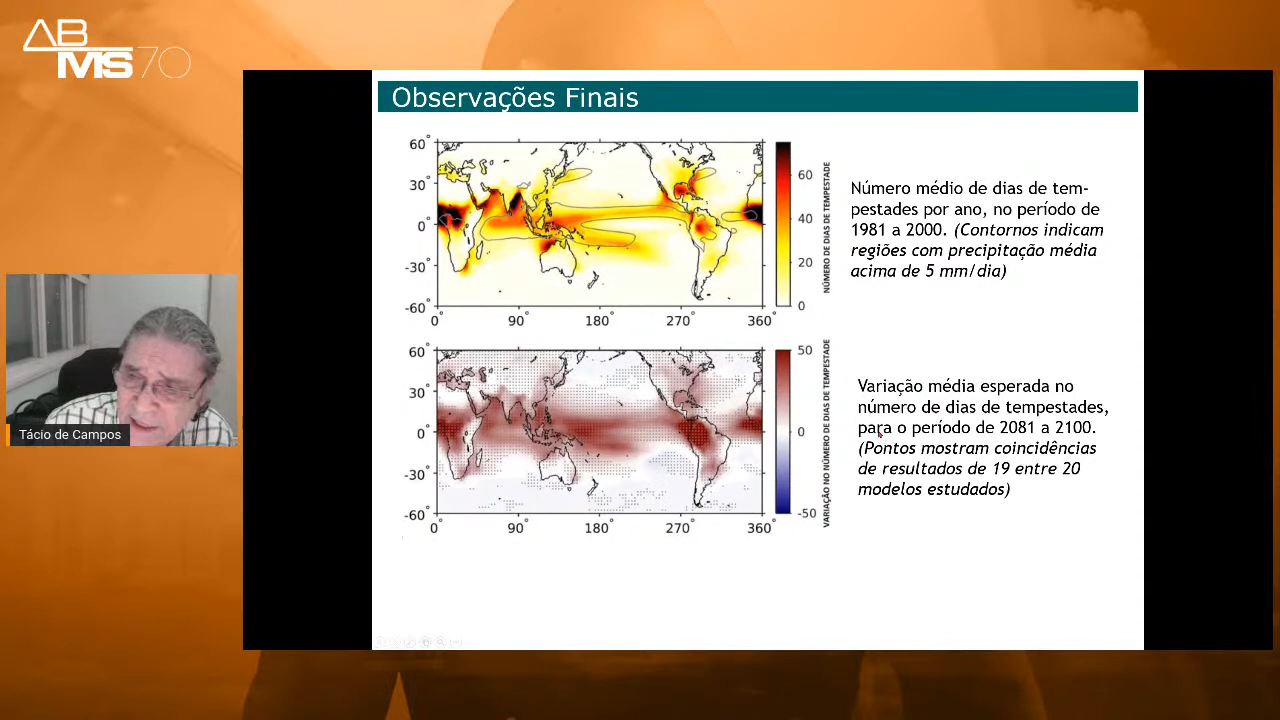 AB
MS 70
Observações Finais
60°
30°
0°
-30°
-60°
0°
90°
180°
270°
360°
60
40
20
0
NÚMERO DE DIAS DE TEMPESTADE
Número médio de dias de tem-
pestades por ano, no período de
1981 a 2000. (Contornos indicam
regiões com precipitação média
acima de 5 mm/dia)
60°
30°
0°
-30°
-60°
0°
90°
180°
270°
360°
50
0
-50
VARIAÇÃO NO NÚMERO DE DIAS DE TEMPESTADE
Variação média esperada no
número de dias de tempestades,
para o período de 2081 a 2100.
(Pontos mostram coincidências
de resultados de 19 entre 20
modelos estudados)
Tácio de Campos